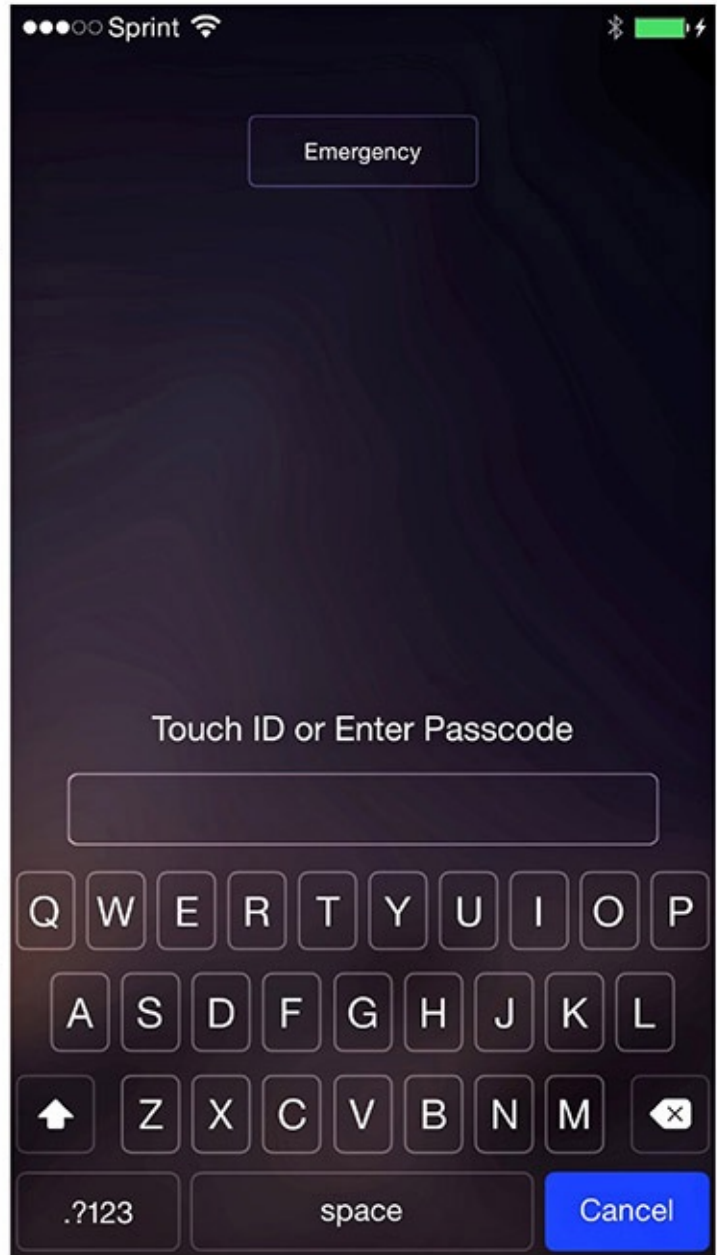 Sprint
Emergency
Touch ID or Enter Passcode
Q W E R T Y U I O P
A S D F G H J K L
Z X C V B N M
.?123 space Cancel